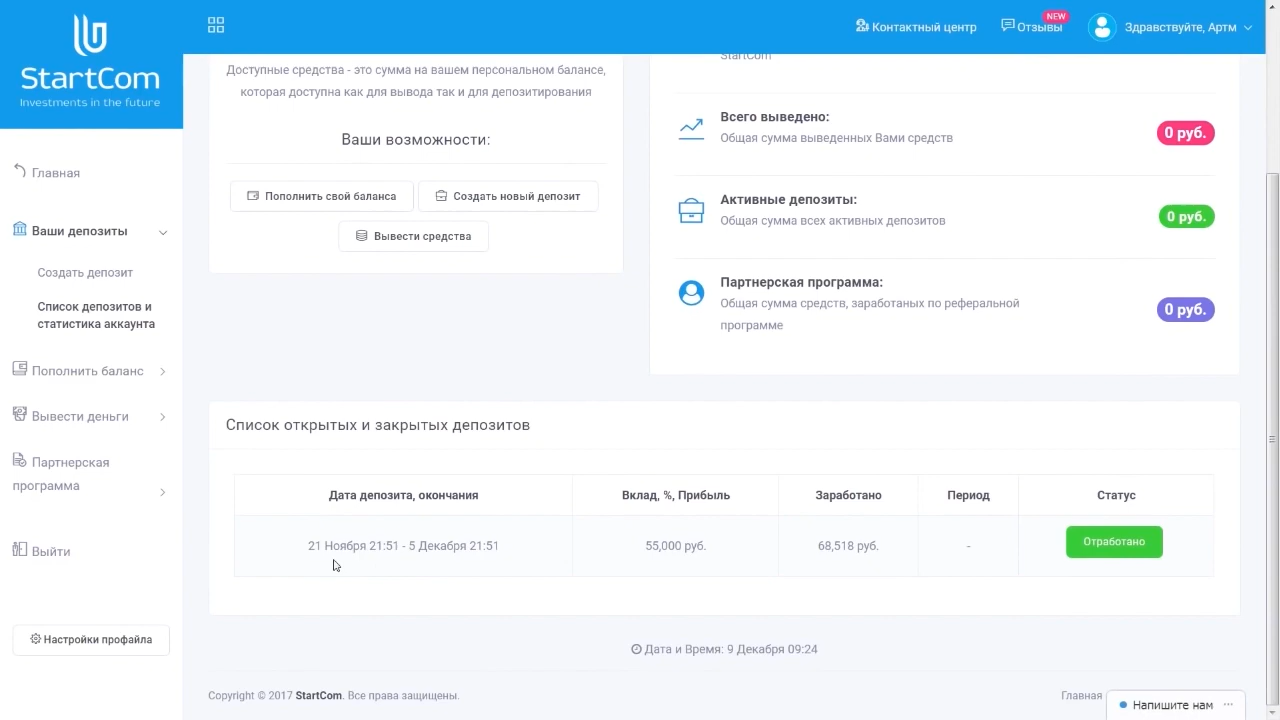 StartCom
Investments in the future
Контактный центр
Отзывы
NEW
Здравствуйте, Артм
Главная
Ваши депозиты
Создать депозит
Список депозитов и
статистика аккаунта
Пополнить баланс
Вывести деньги
Партнерская
программа
Выйти
Настройки профайла
Доступные средства - это сумма на вашем персональном балансе,
которая доступна как для вывода так и для депозитирования
Ваши возможности:
Пополнить свой баланса
Создать новый депозит
Вывести средства
StartCom
Всего выведено:
Общая сумма выведенных Вами средств
0 руб.
Активные депозиты:
Общая сумма всех активных депозитов
0 руб.
Партнерская программа:
Общая сумма средств, заработаных по реферальной
программе
0 руб.
Список открытых и закрытых депозитов
Дата депозита, окончания Вклад, %, Прибыль Заработано Период Статус
21 Ноября 21:51 - 5 Декабря 21:51 55,000 руб. 68,518 руб. - Отработано
Дата и Время: 9 Декабря 09:24
Copyright © 2017 StartCom. Все права защищены.
Главная
Напишите нам